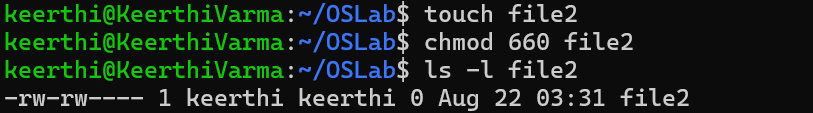 keerthi@KeerthiVarma:~/OSLab$ touch file2
keerthi@KeerthiVarma:~/OSLab$ chmod 660 file2
keerthi@KeerthiVarma:~/OSLab$ ls -l file2
-rw-rw---- 1 keerthi keerthi 0 Aug 22 03:31 file2